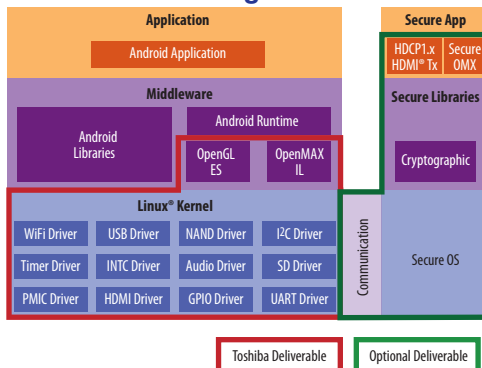 Application
Secure App
Android Application
HDCP1.x
HDMI® Tx
Secure
OMX
Middleware
Secure Libraries
Android
Libraries
Android Runtime
OpenGL
ES
OpenMAX
IL
Cryptographic
Linux® Kernel
WiFi Driver
USB Driver
NAND Driver
I²C Driver
Timer Driver
INTC Driver
Audio Driver
SD Driver
PMIC Driver
HDMI Driver
GPIO Driver
UART Driver
Communication
Secure OS
Toshiba Deliverable
Optional Deliverable